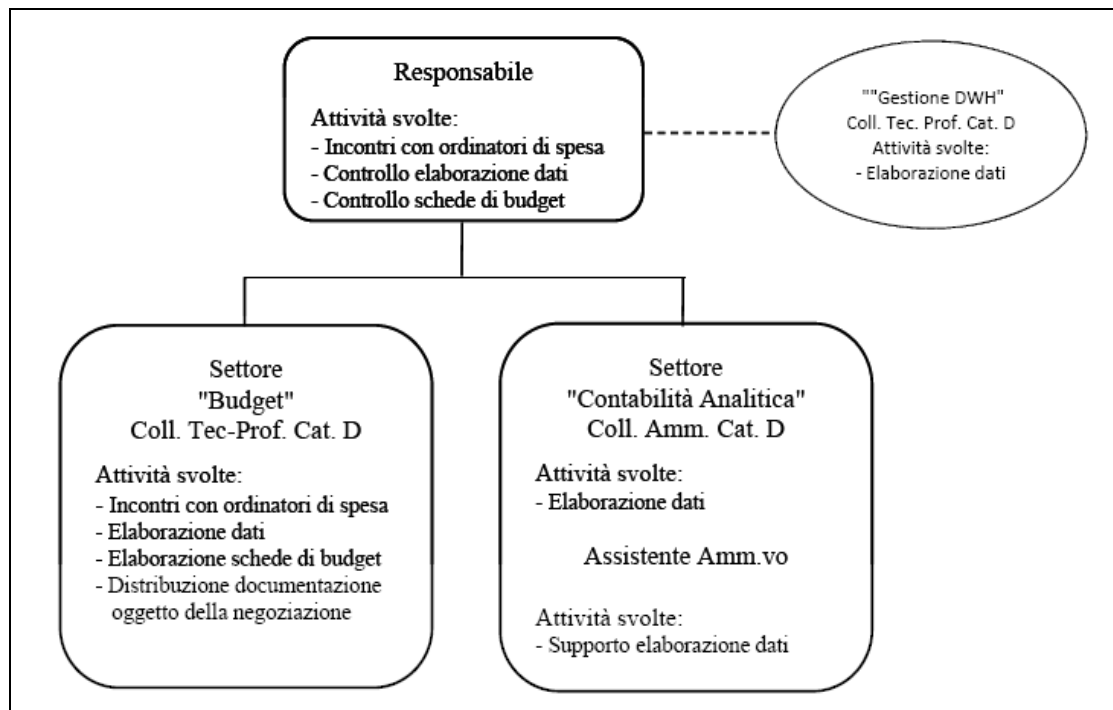 Responsabile
Attività svolte:
- Incontri con ordinatori di spesa
- Controllo elaborazione dati
- Controllo schede di budget
""Gestione DWH"
Coll. Tec. Prof. Cat. D
Attività svolte:
- Elaborazione dati
Settore
"Budget"
Coll. Tec-Prof. Cat. D
Attività svolte:
- Incontri con ordinatori di spesa
- Elaborazione dati
- Elaborazione schede di budget
- Distribuzione documentazione
oggetto della negoziazione
Settore
"Contabilità Analitica"
Coll. Amm. Cat. D
Attività svolte:
- Elaborazione dati
Assistente Amm.vo
Attività svolte:
- Supporto elaborazione dati